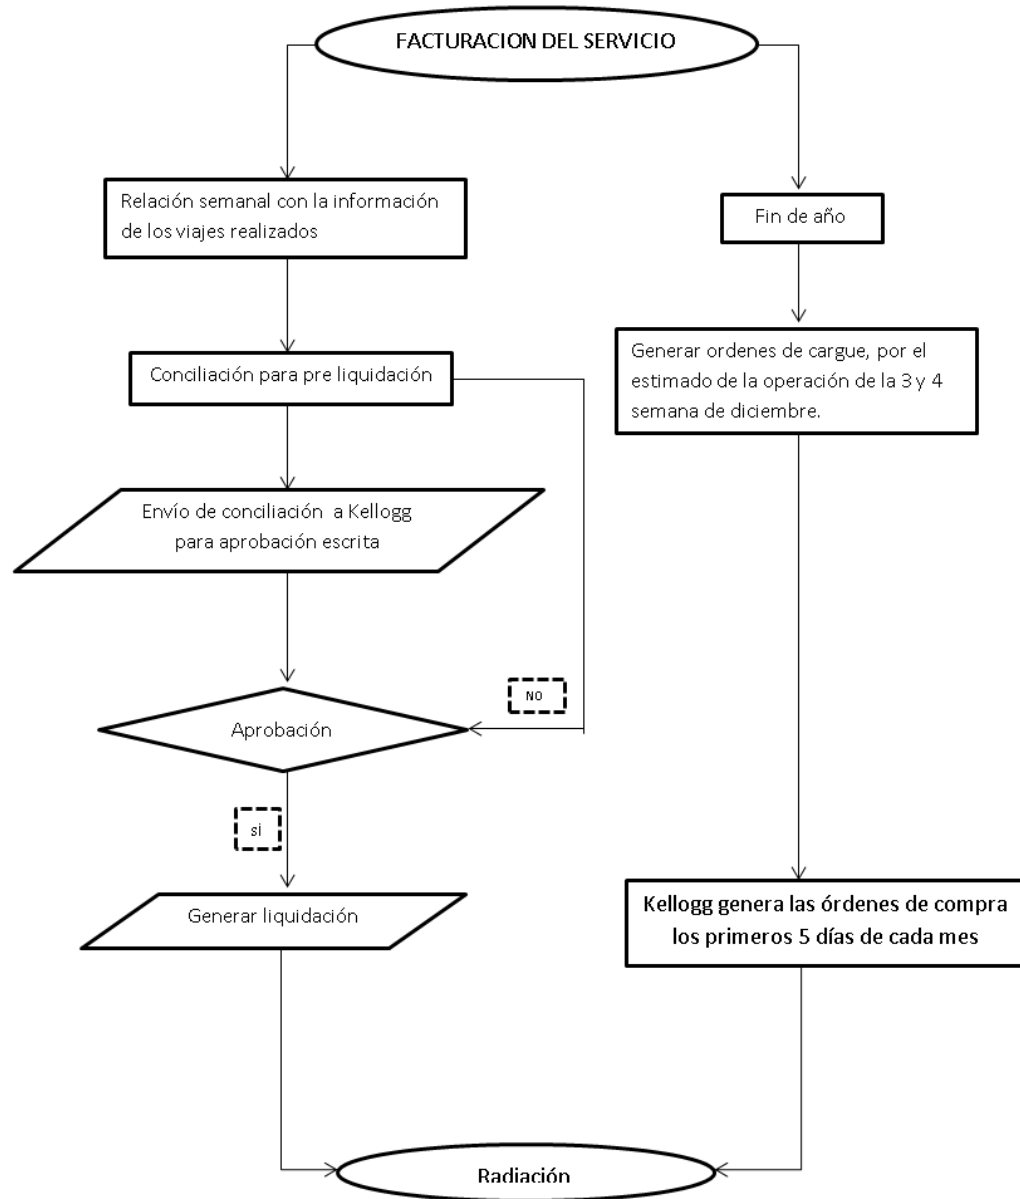 FACTURACION DEL SERVICIO
Relación semanal con la información
de los viajes realizados
Fin de año
Conciliación para pre liquidación
Generar ordenes de cargue, por el
estimado de la operación de la 3 y 4
semana de diciembre.
Envío de conciliación a Kellogg
para aprobación escrita
NO
Aprobación
sí
Generar liquidación
Kellogg genera las órdenes de compra
los primeros 5 días de cada mes
Radiación